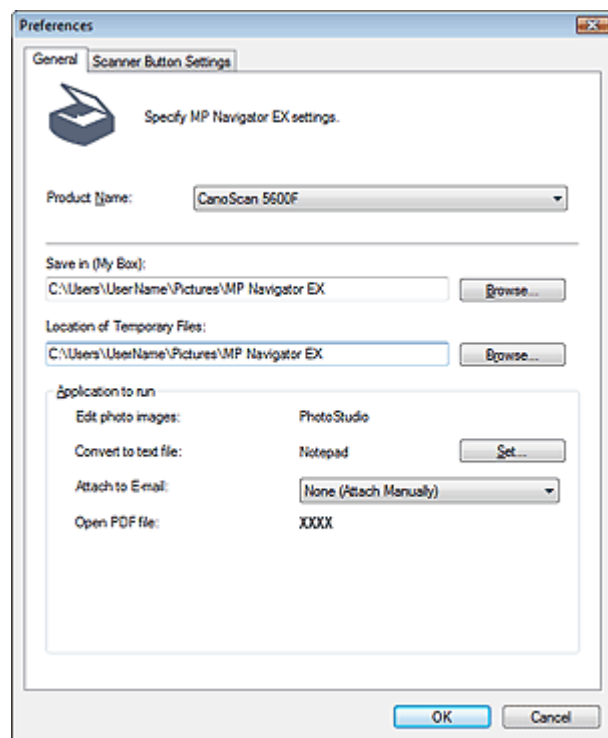 Preferences
General Scanner Button Settings
Specify MP Navigator EX settings.
Product Name: CanoScan 5600F
Save in (My Box):
C:\Users\UserName\Pictures\MP Navigator EX Browse...
Location of Temporary Files:
C:\Users\UserName\Pictures\MP Navigator EX Browse...
Application to run
Edit photo images: PhotoStudio
Convert to text file: Notepad Set...
Attach to E-mail: None (Attach Manually)
Open PDF file: XXXX
OK Cancel